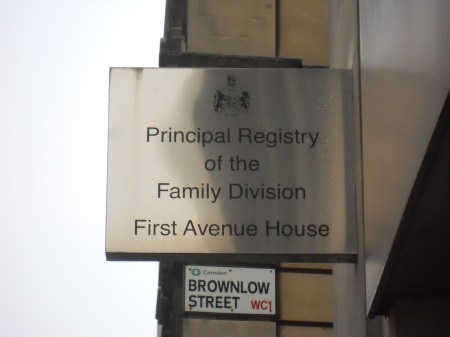 Principal Registry
of the
Family Division
First Avenue House
Camden
BROWNLOW
STREET WC1